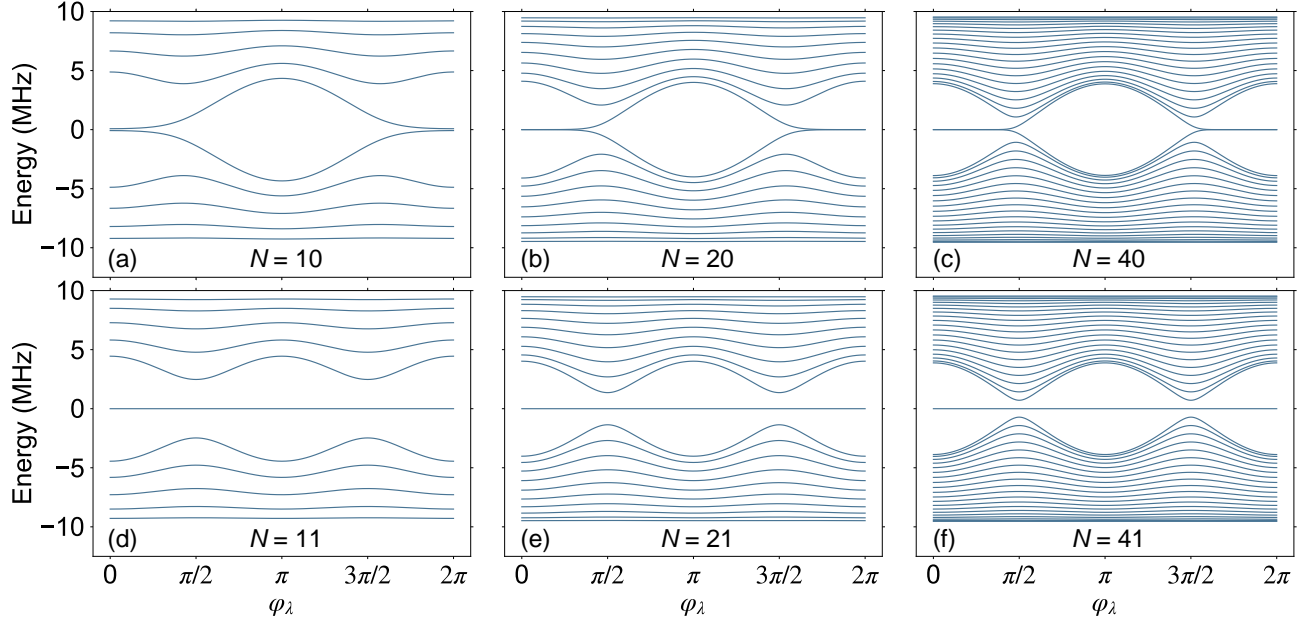 10
5
0
−5
−10
Energy (MHz)
(a) N = 10
(b) N = 20
(c) N = 40
10
5
0
−5
−10
Energy (MHz)
(d) N = 11
(e) N = 21
(f) N = 41
0 π/2 π 3π/2 2π
0 π/2 π 3π/2 2π
0 π/2 π 3π/2 2π
φλ
φλ
φλ